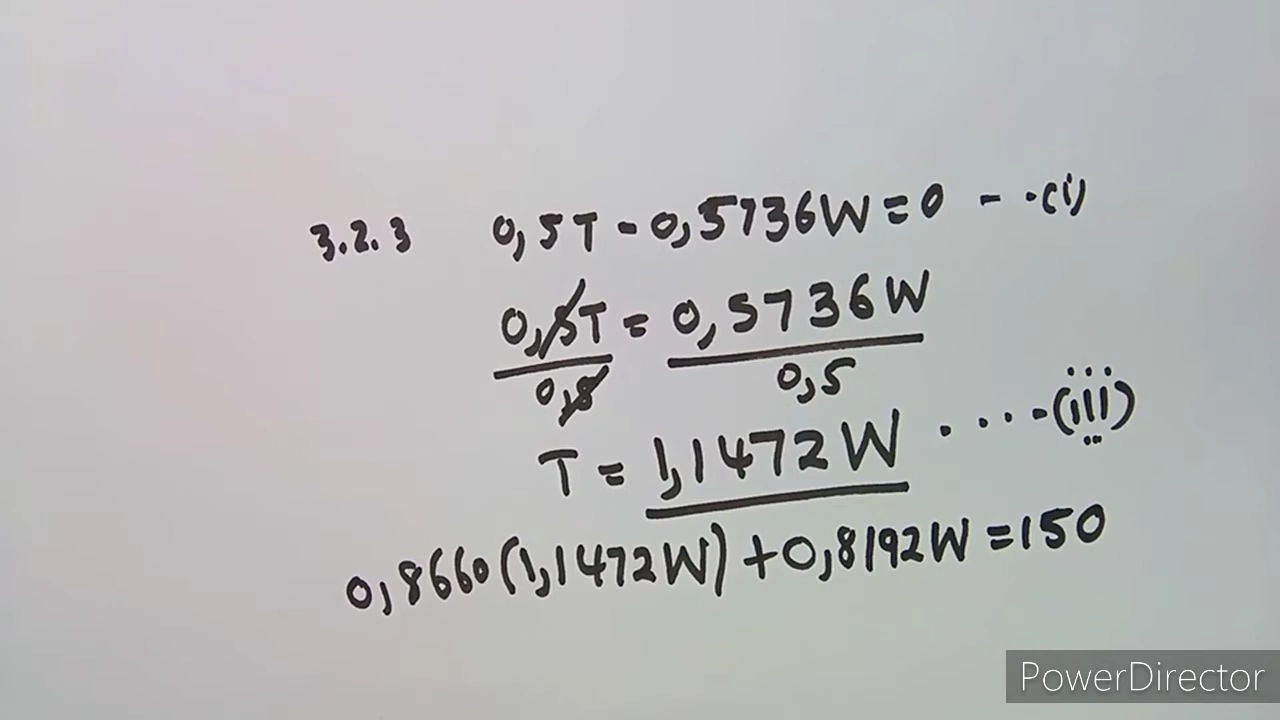 3.2.3 0,5T - 0,5736W = 0 - - ·(i)
0,5T = 0,5736W
0,5 0,5
T = 1,1472W · · · · -(iii)
0,8660(1,1472W) + 0,8192W = 150
PowerDirector